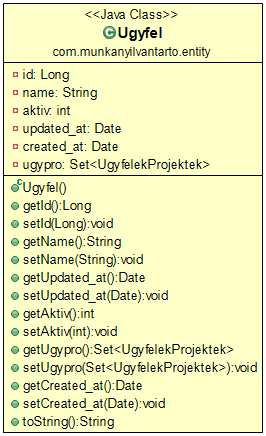 <<Java Class>>
Ugyfel
com.munkanyilvantarto.entity
id: Long
name: String
aktiv: int
updated_at: Date
created_at: Date
ugypro: Set<UgyfelekProjektek>
Ugyfel()
getId():Long
setId(Long):void
getName():String
setName(String):void
getUpdated_at():Date
setUpdated_at(Date):void
getAktiv():int
setAktiv(int):void
getUgypro():Set<UgyfelekProjektek>
setUgypro(Set<UgyfelekProjektek>):void
getCreated_at():Date
setCreated_at(Date):void
toString():String